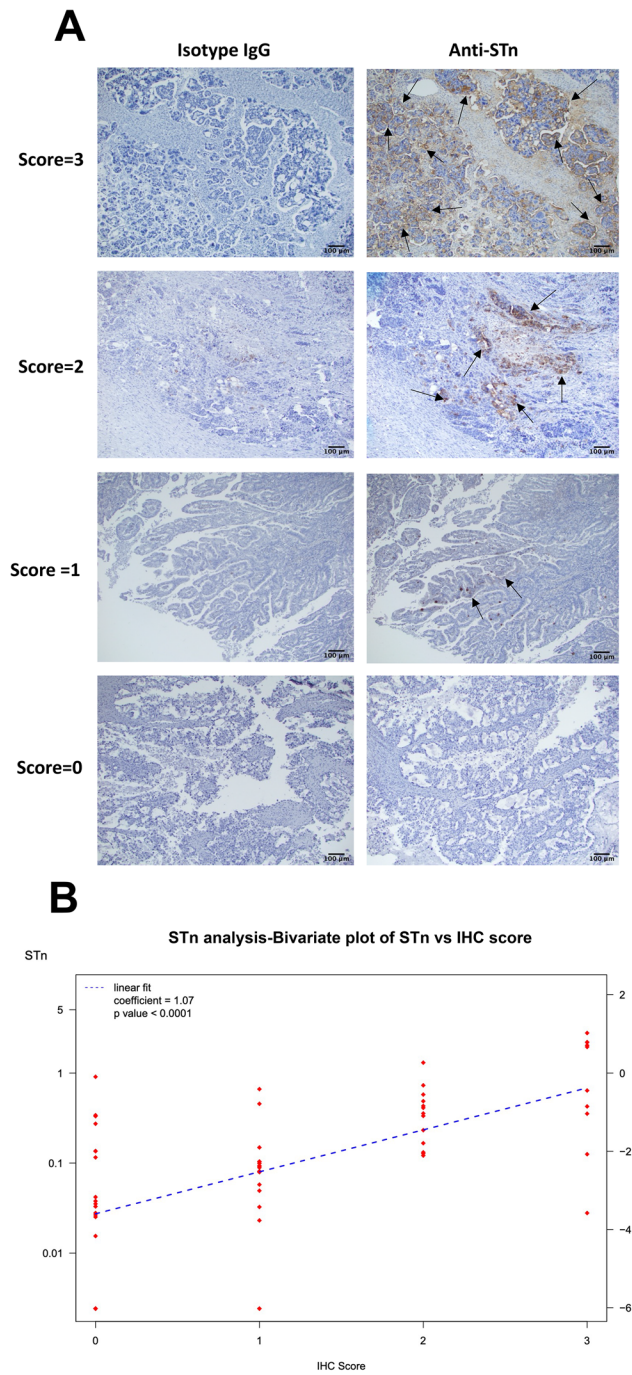 A
Isotype IgG
Anti-STn
Score=3
100 µm
100 µm
Score=2
100 µm
100 µm
Score =1
100 µm
100 µm
Score=0
100 µm
100 µm
B
STn analysis-Bivariate plot of STn vs IHC score
STn
linear fit
coefficient = 1.07
p value < 0.0001
5
1
0.1
0.01
2
0
−2
−4
−6
0
1
2
3
IHC Score